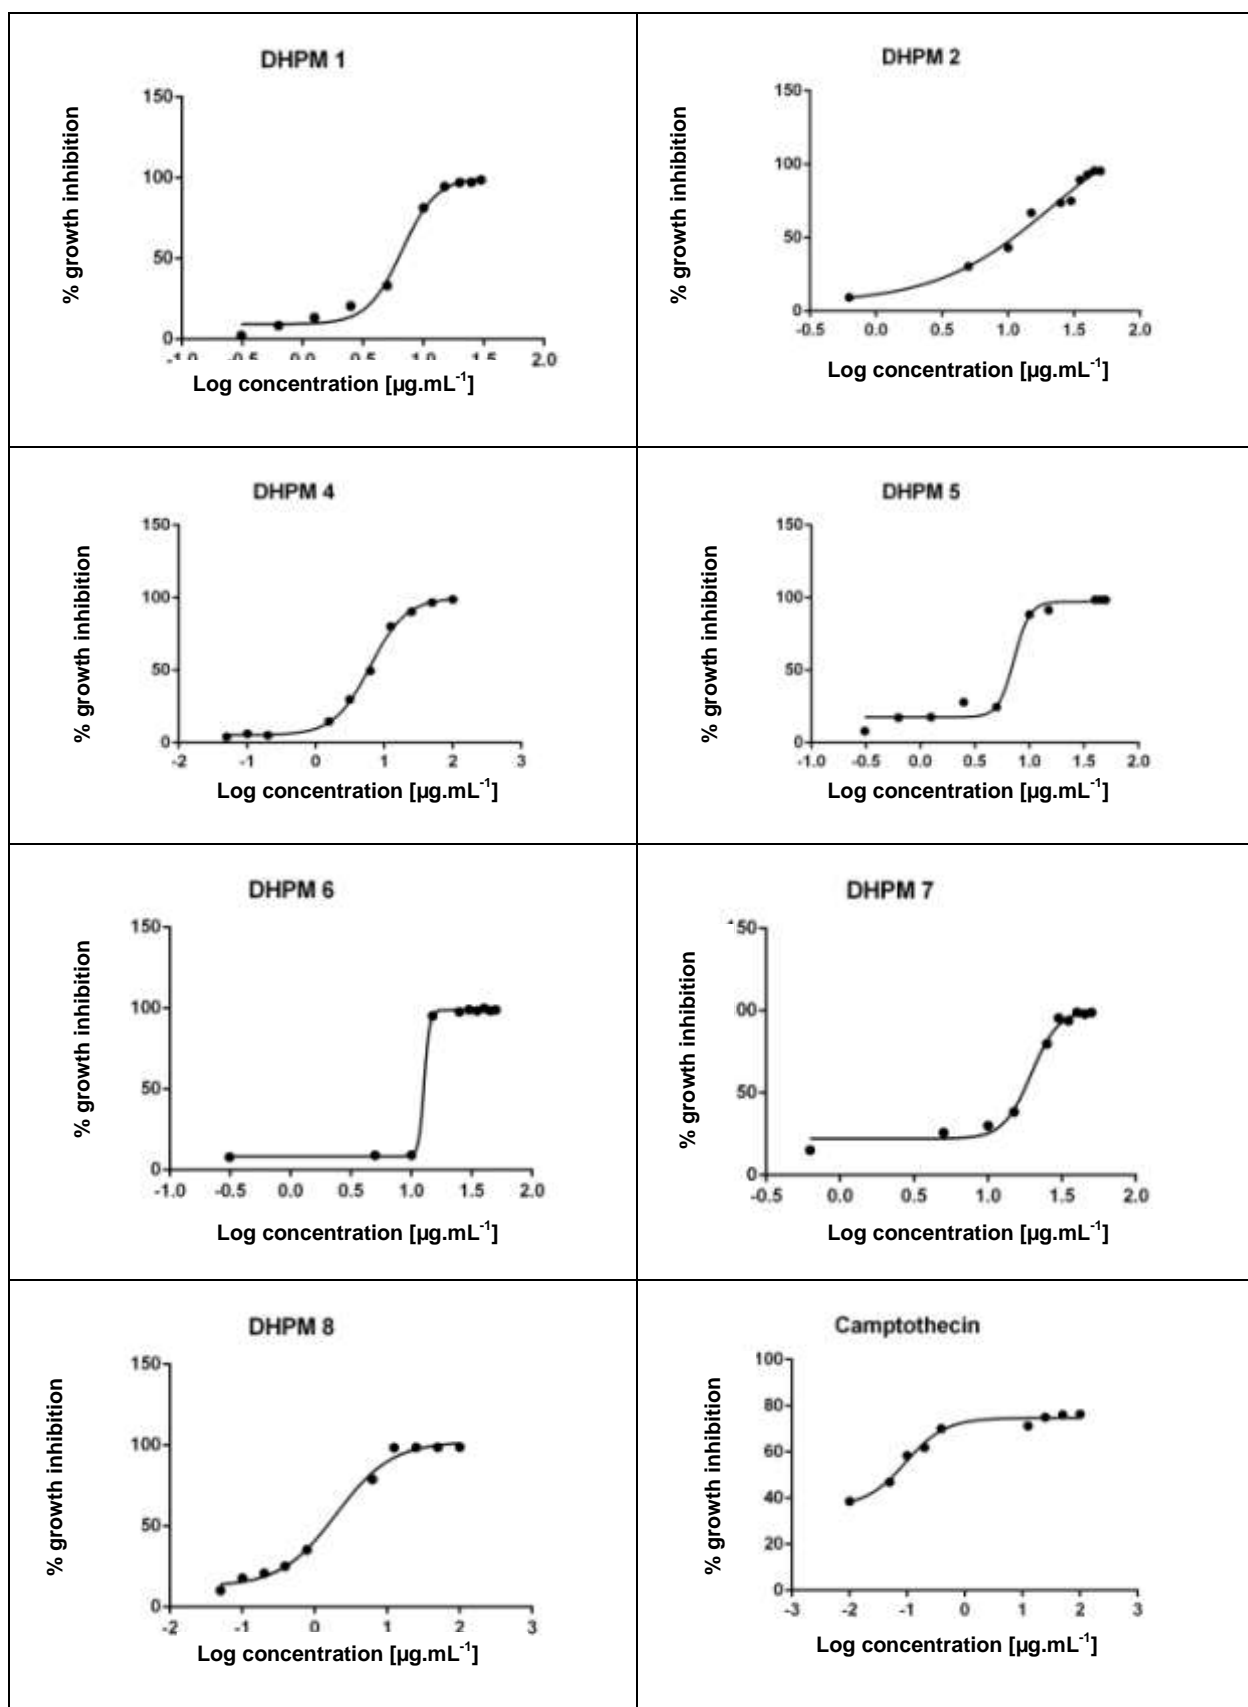 DHPM 1
150
100
50
0
-1.0 -0.5 0.0 0.5 1.0 1.5 2.0
% growth inhibition
Log concentration [µg.mL-1]
DHPM 2
150
100
50
0
-0.5 0.0 0.5 1.0 1.5 2.0
% growth inhibition
Log concentration [µg.mL-1]
DHPM 4
150
100
50
0
-2 -1 0 1 2 3
% growth inhibition
Log concentration [µg.mL-1]
DHPM 5
150
100
50
0
-1.0 -0.5 0.0 0.5 1.0 1.5 2.0
% growth inhibition
Log concentration [µg.mL-1]
DHPM 6
150
100
50
0
-1.0 -0.5 0.0 0.5 1.0 1.5 2.0
% growth inhibition
Log concentration [µg.mL-1]
DHPM 7
50
00
50
0
-0.5 0.0 0.5 1.0 1.5 2.0
% growth inhibition
Log concentration [µg.mL-1]
DHPM 8
150
100
50
0
-2 -1 0 1 2 3
% growth inhibition
Log concentration [µg.mL-1]
Camptothecin
100
80
60
40
20
0
-3 -2 -1 0 1 2 3
% growth inhibition
Log concentration [µg.mL-1]